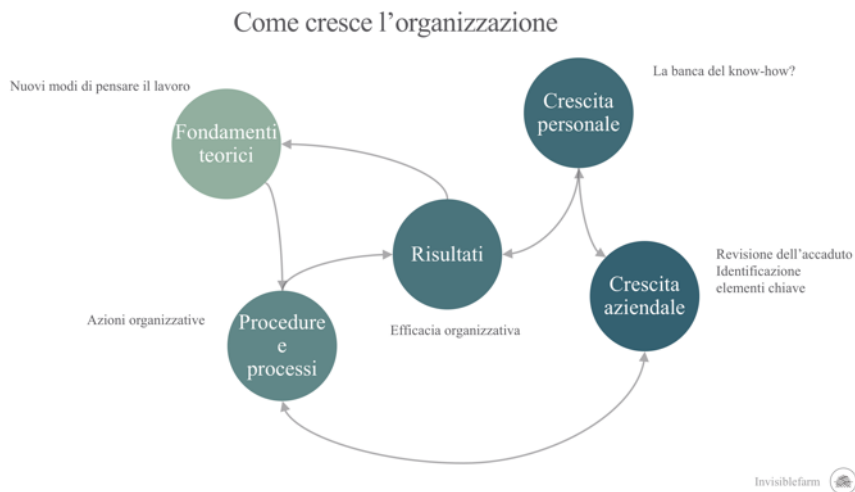 Come cresce l'organizzazione
Nuovi modi di pensare il lavoro
Fondamenti
teorici
La banca del know-how?
Crescita
personale
Risultati
Efficacia organizzativa
Revisione dell'accaduto
Identificazione
elementi chiave
Crescita
aziendale
Azioni organizzative
Procedure
e
processi
Invisiblefarm